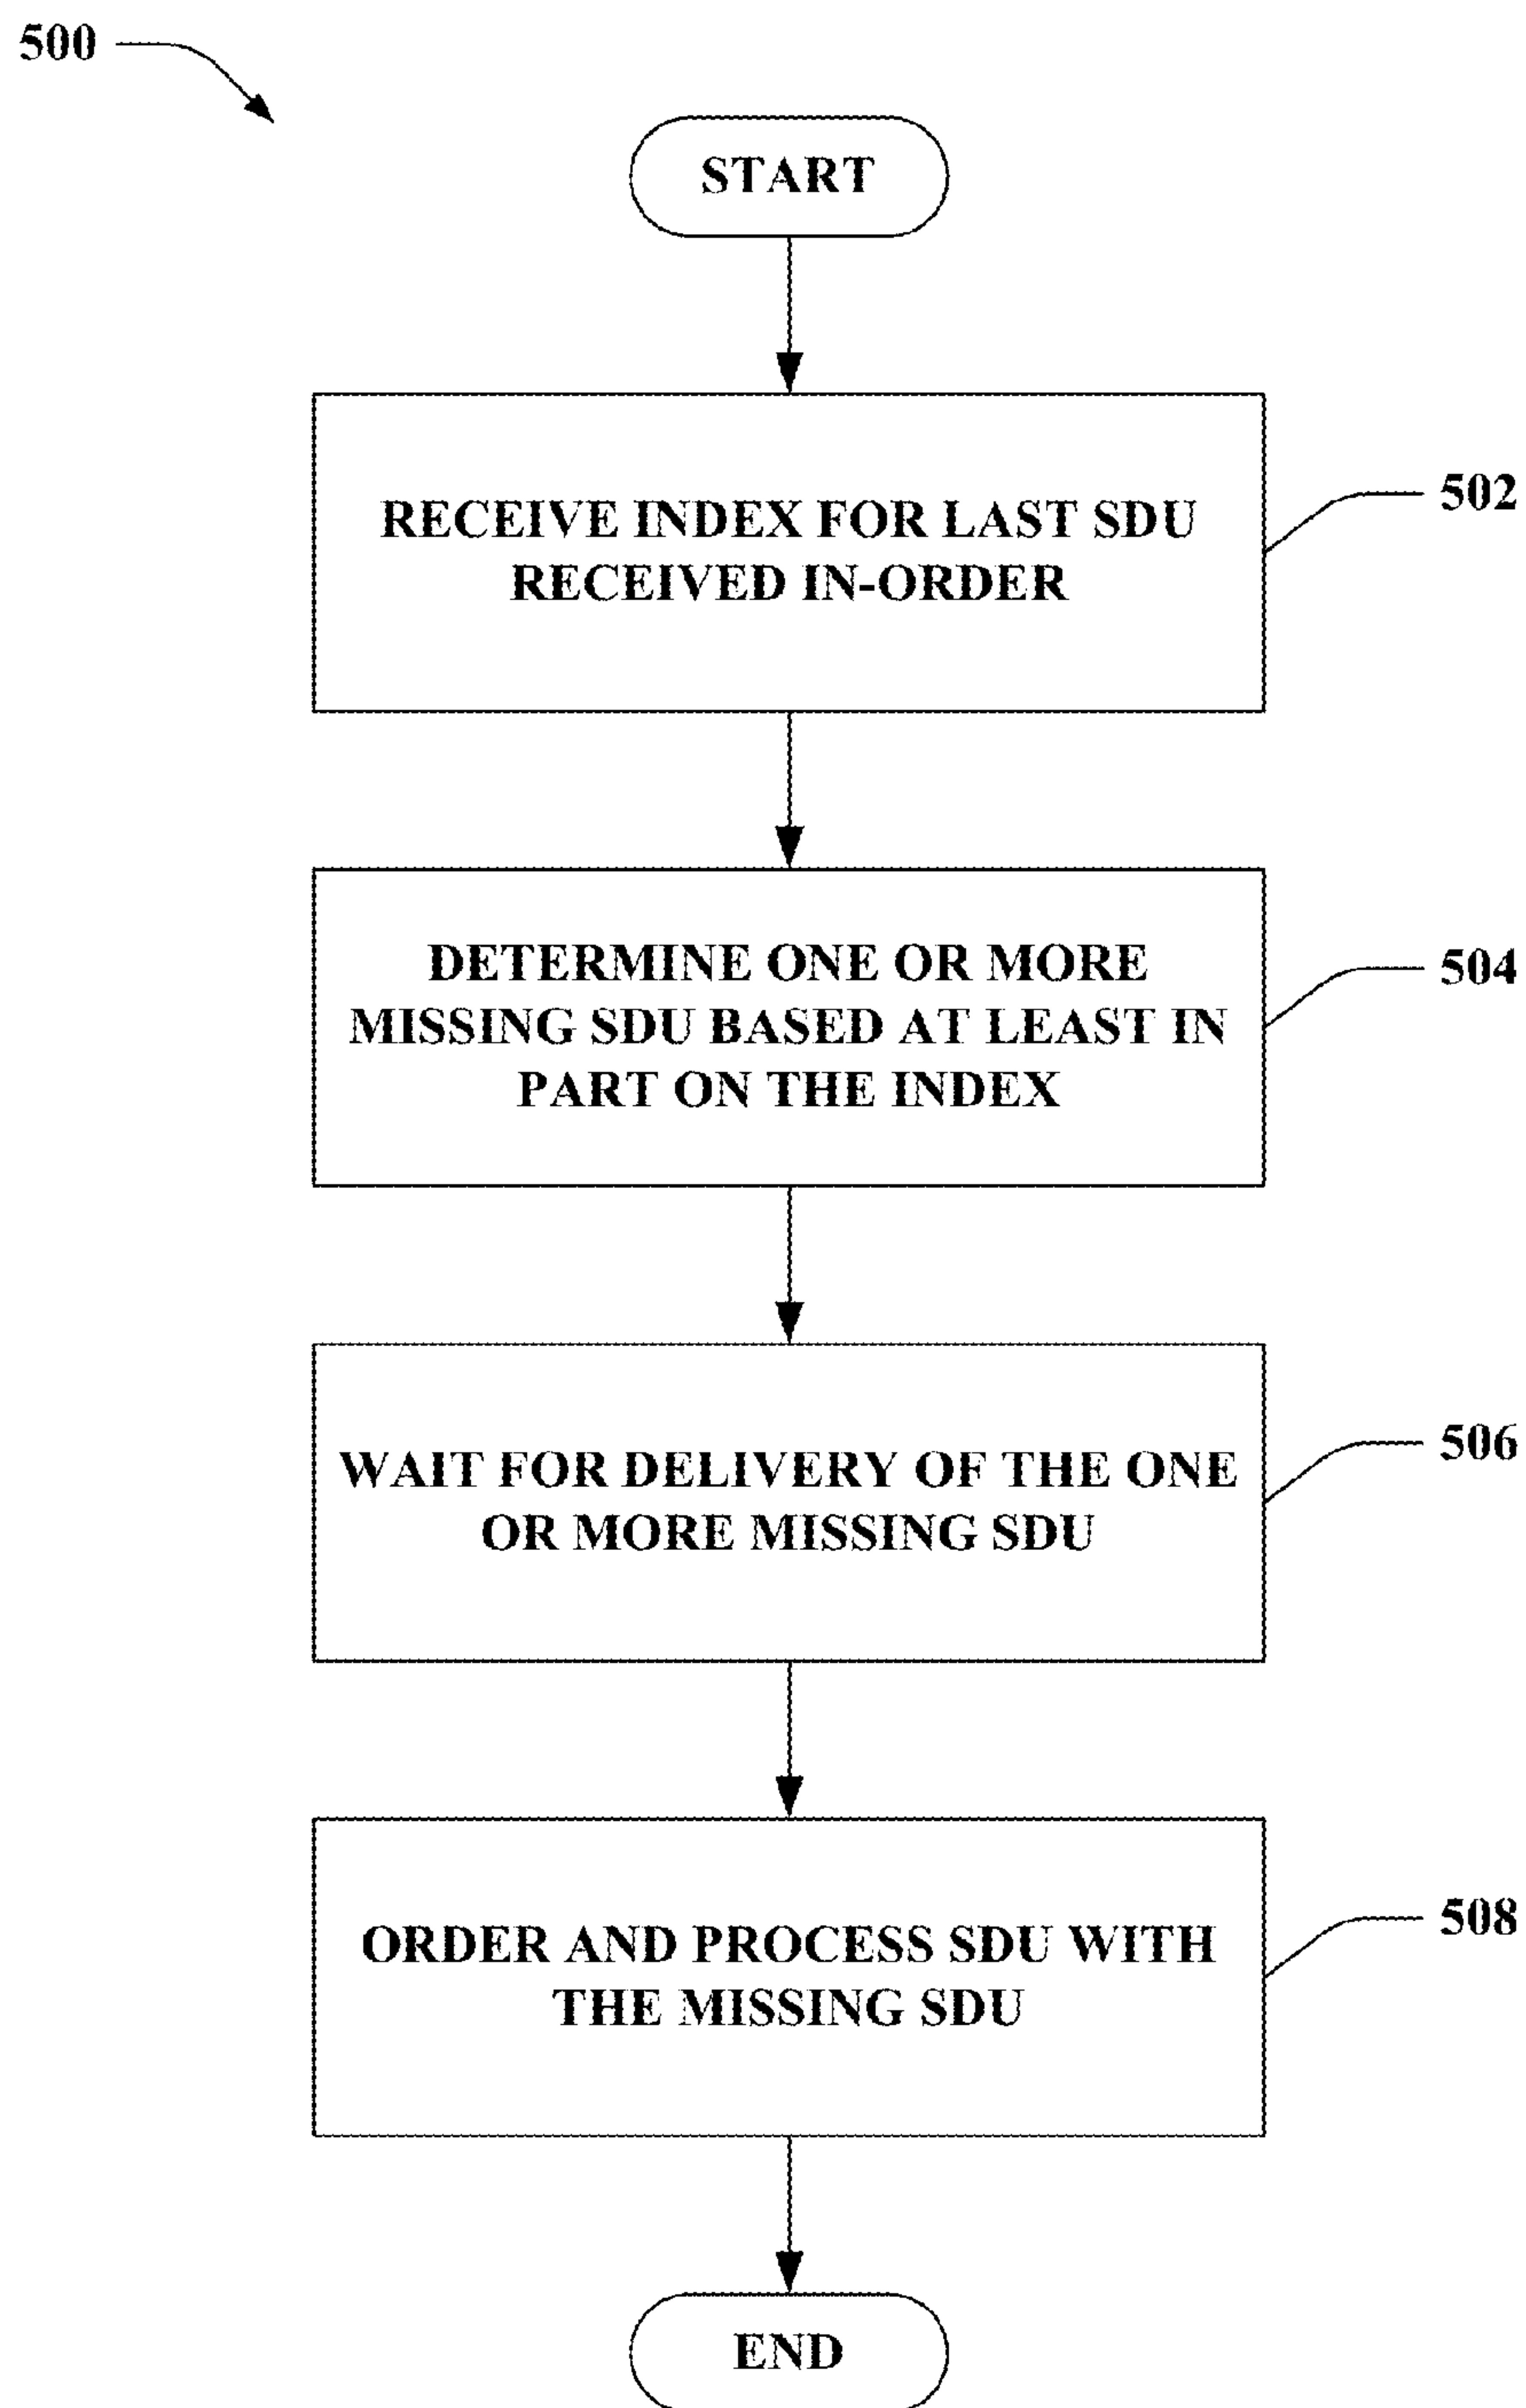 500
START
RECEIVE INDEX FOR LAST SDU
RECEIVED IN-ORDER
502
DETERMINE ONE OR MORE
MISSING SDU BASED AT LEAST IN
PART ON THE INDEX
504
WAIT FOR DELIVERY OF THE ONE
OR MORE MISSING SDU
506
ORDER AND PROCESS SDU WITH
THE MISSING SDU
508
END